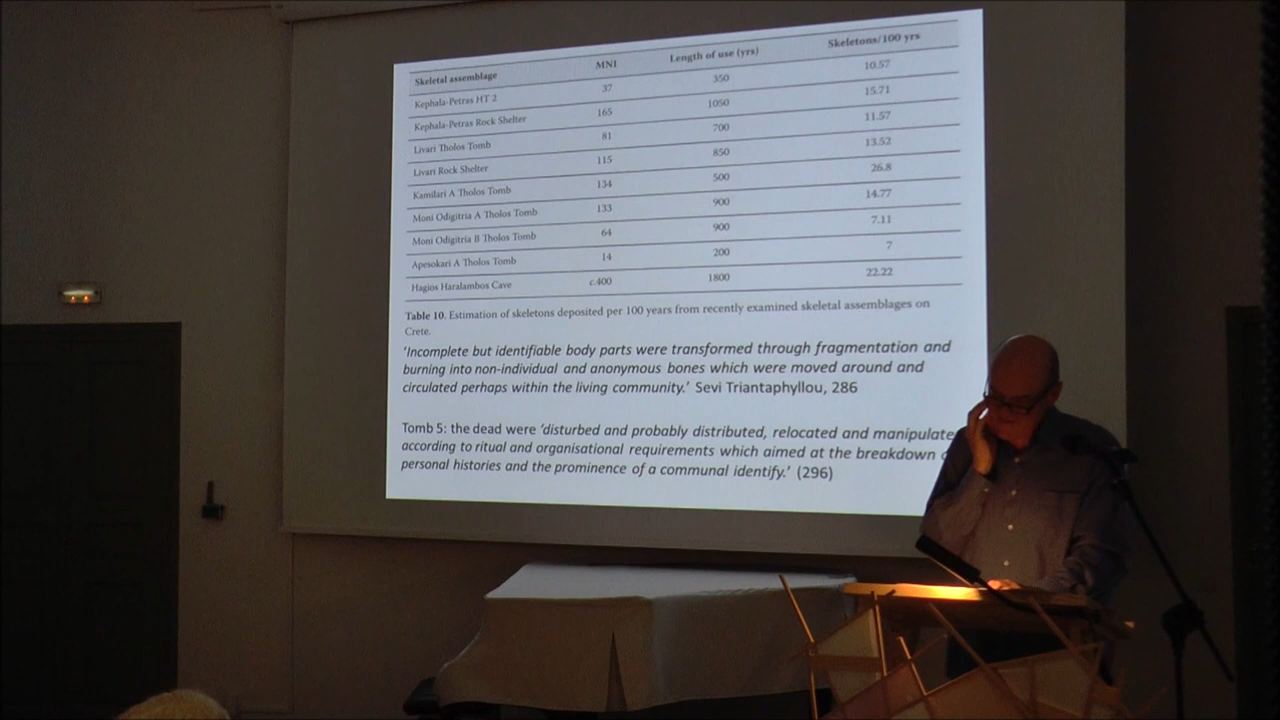 Skeletal assemblage MNI Length of use (yrs) Skeletons/100 yrs
Kephala-Petras HT 2 37 350 10.57
Kephala-Petras Rock Shelter 165 1050 15.71
Livari Tholos Tomb 81 700 11.57
Livari Rock Shelter 115 850 13.52
Kamilari A Tholos Tomb 134 500 26.8
Moni Odigitria A Tholos Tomb 133 900 14.77
Moni Odigitria B Tholos Tomb 64 900 7.11
Apesokari A Tholos Tomb 14 200 7
Hagios Haralambos Cave c.400 1800 22.22
Table 10. Estimation of skeletons deposited per 100 years from recently examined skeletal assemblages on
Crete.
'Incomplete but identifiable body parts were transformed through fragmentation and
burning into non-individual and anonymous bones which were moved around and
circulated perhaps within the living community.' Sevi Triantaphyllou, 286
Tomb 5: the dead were 'disturbed and probably distributed, relocated and manipulate
according to ritual and organisational requirements which aimed at the breakdown
personal histories and the prominence of a communal identify.' (296)